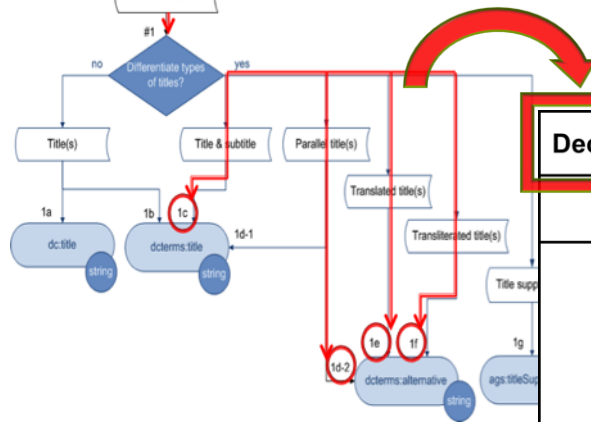 #1
no
Differentiate types
of titles?
yes
Title(s)
Title & subtitle
Parallel title(s)
Translated title(s)
Transliterated title(s)
Title supp
1a
1b
1c
1d-1
dc:title
string
dcterms:title
string
1d-2
1e
1f
1g
dcterms:alternative
string
ags:titleSup
Dec